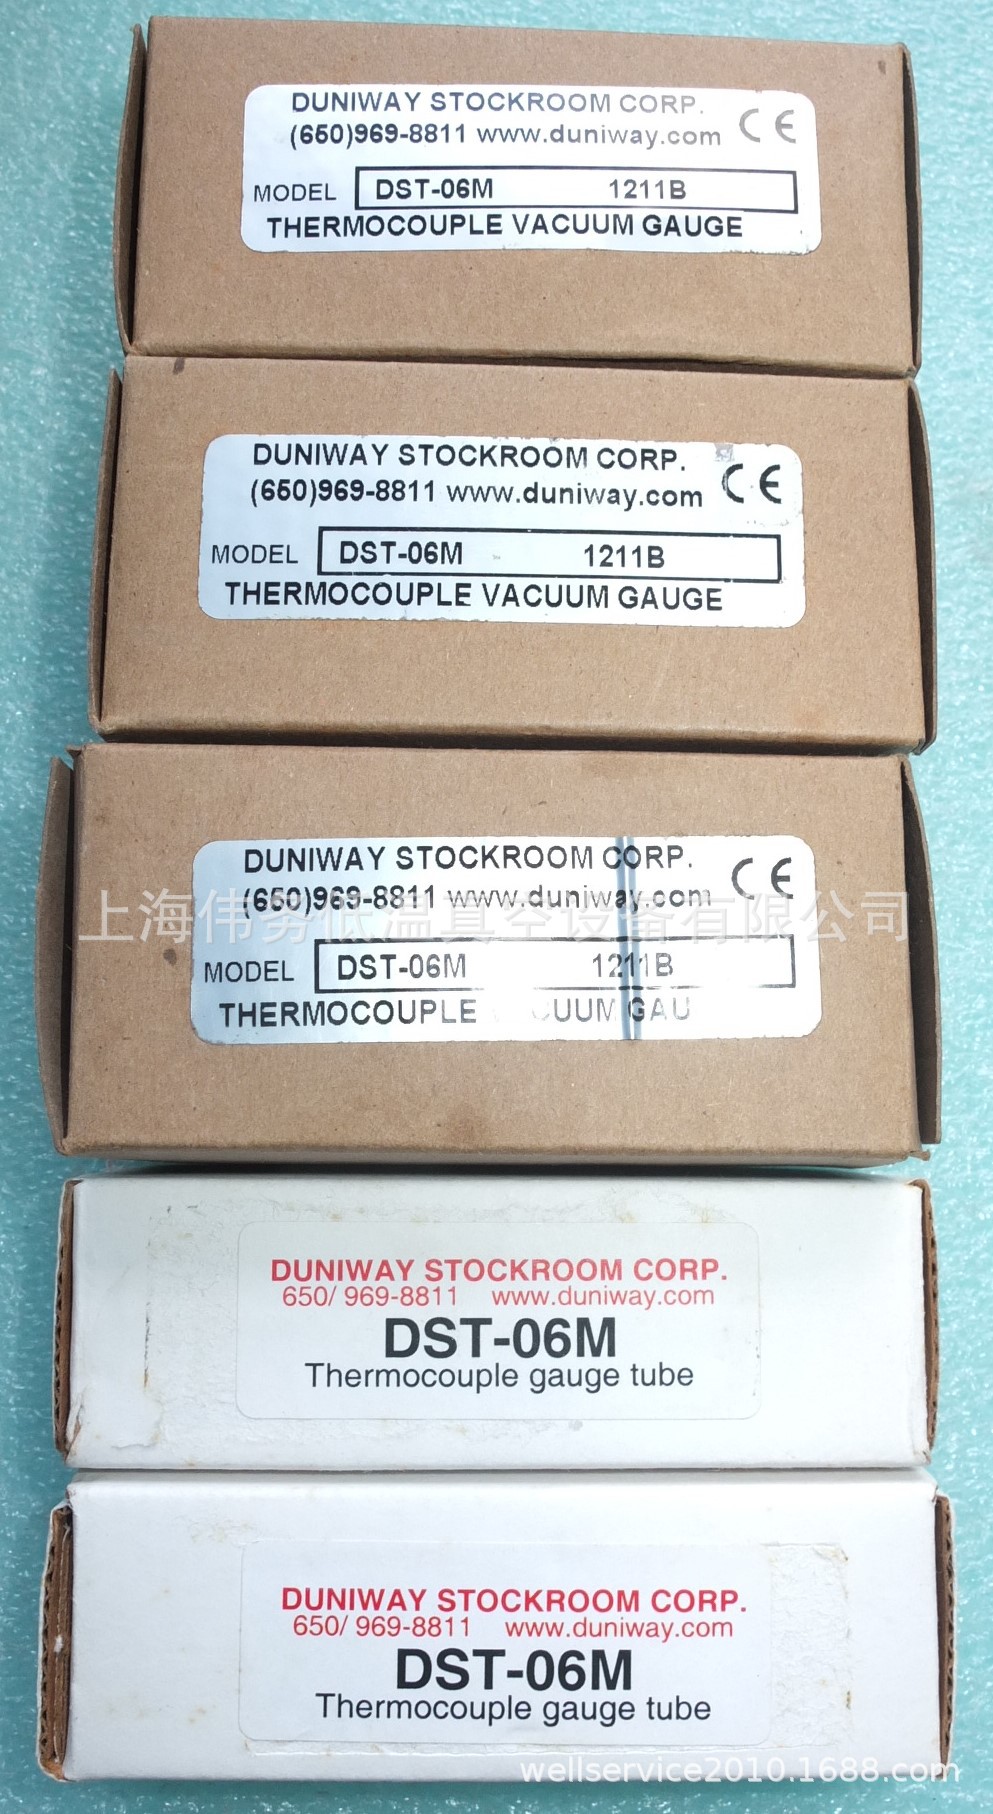 DUNIWAY STOCKROOM CORP.
(650)969-8811 www.duniway.com CE
MODEL DST-06M 1211B
THERMOCOUPLE VACUUM GAUGE
DUNIWAY STOCKROOM CORP.
(650)969-8811 www.duniway.com CE
MODEL DST-06M 1211B
THERMOCOUPLE VACUUM GAUGE
DUNIWAY STOCKROOM CORP.
(650)969-8811 www.duniway.com CE
上海伟务低温真空设备有限公司
MODEL DST-06M 1211B
THERMOCOUPLE
DUNIWAY STOCKROOM CORP.
650/ 969-8811 www.duniway.com
DST-06M
Thermocouple gauge tube
DUNIWAY STOCKROOM CORP.
650/ 969-8811 www.duniway.com
DST-06M
Thermocouple gauge tube
wellservice2010.1688.com